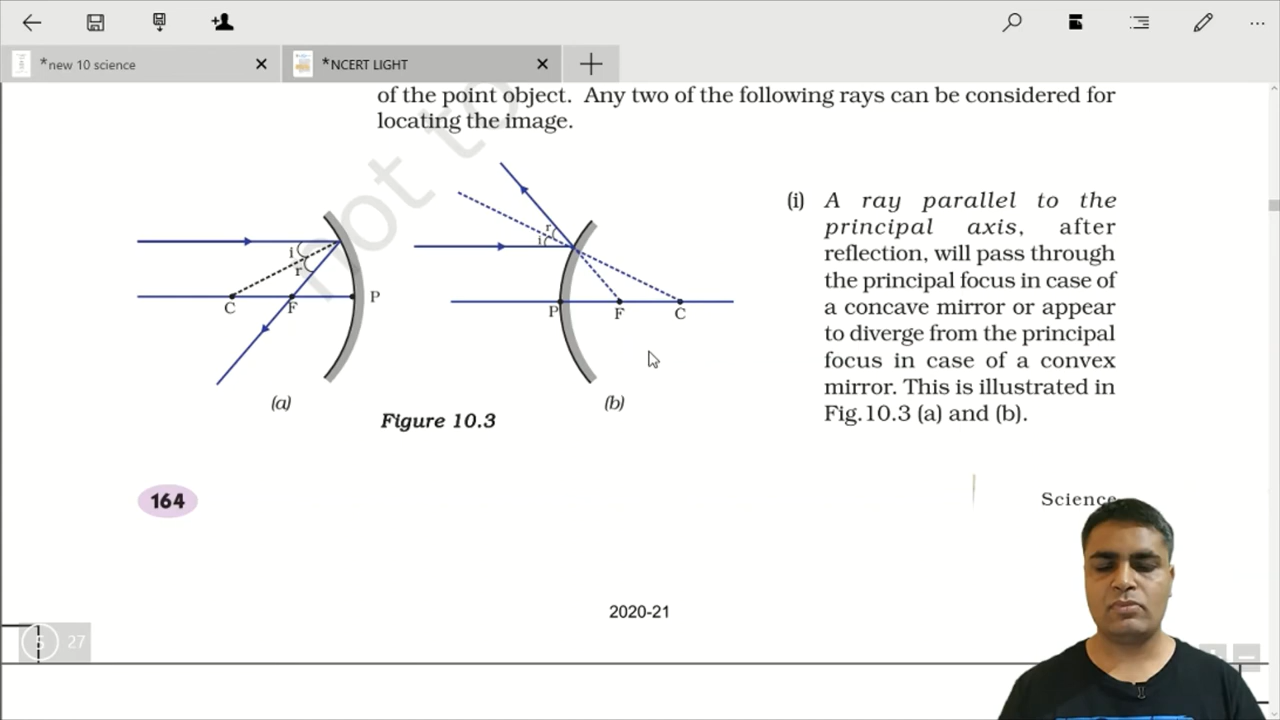 *new 10 science
*NCERT LIGHT
of the point object. Any two of the following rays can be considered for
locating the image.
not to
i
r
C
F
P
(a)
r
i
P
F
C
(b)
Figure 10.3
(i) A ray parallel to the
principal axis, after
reflection, will pass through
the principal focus in case of
a concave mirror or appear
to diverge from the principal
focus in case of a convex
mirror. This is illustrated in
Fig.10.3 (a) and (b).
164
Science
2020-21
5 27